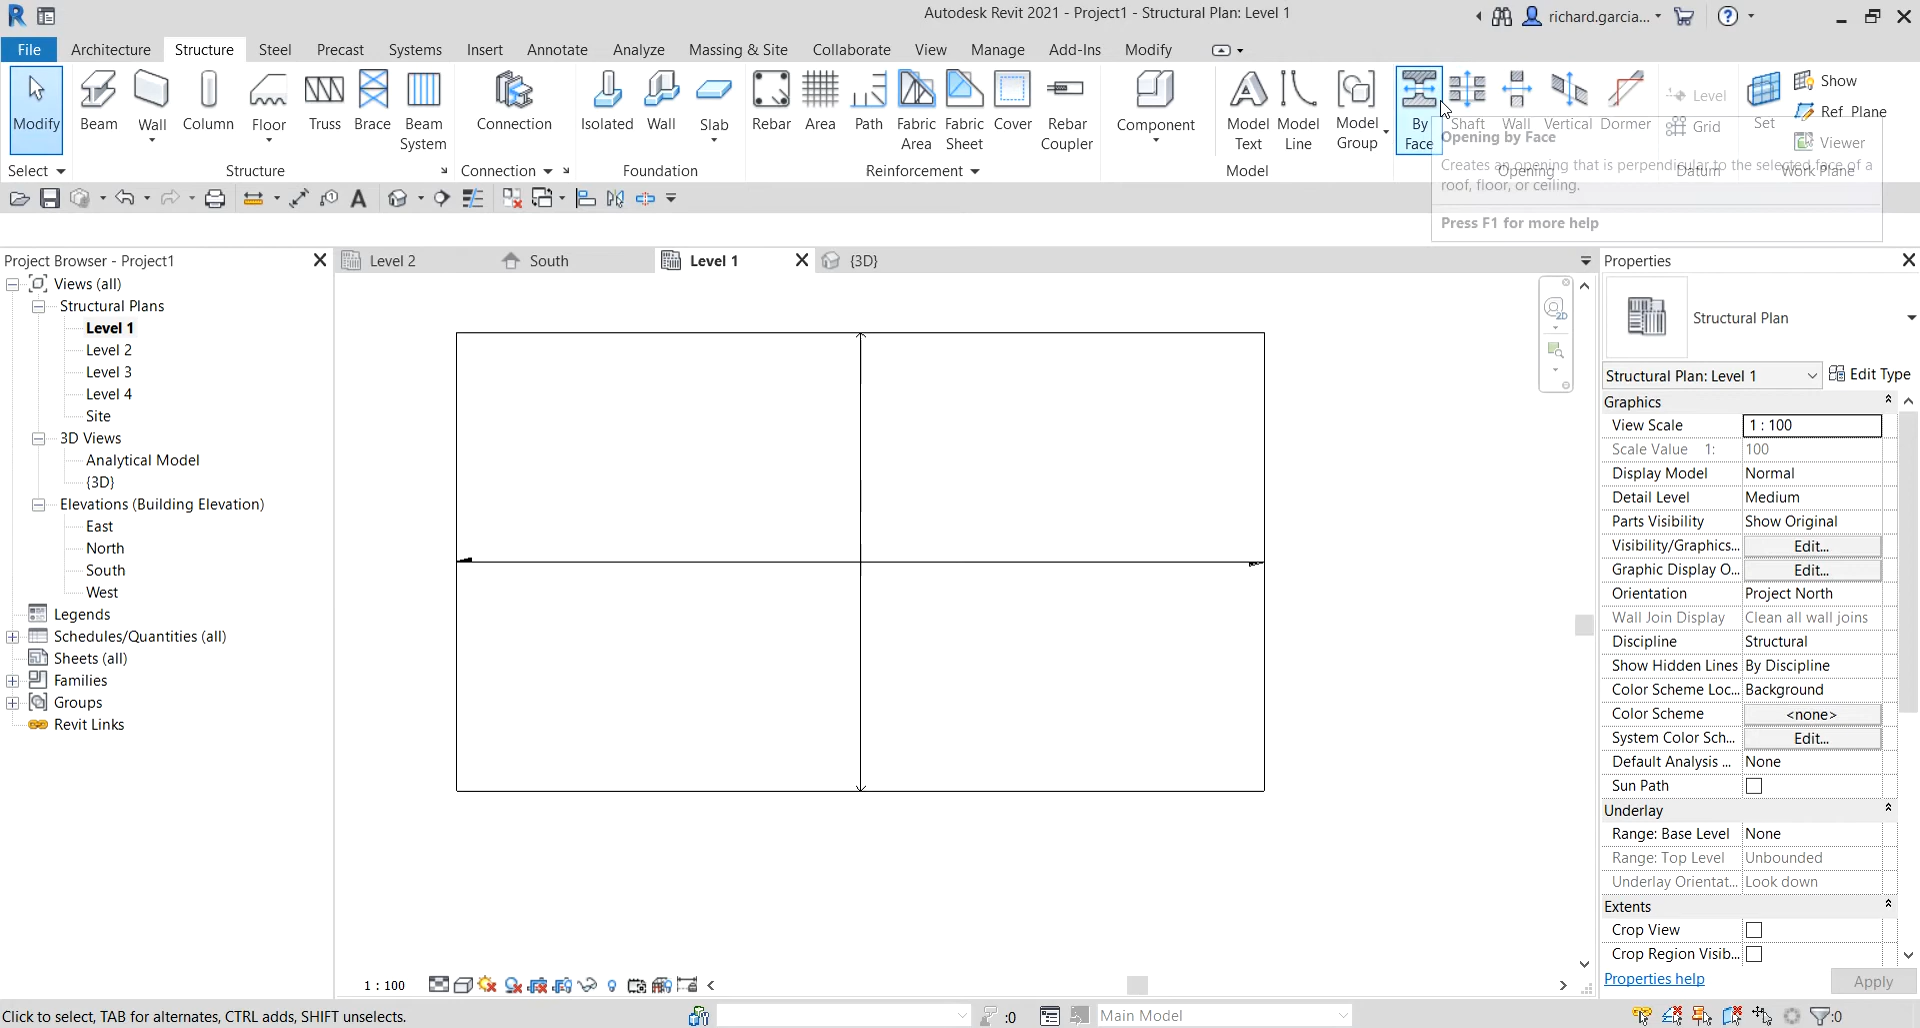 Autodesk Revit 2021 - Project1 - Structural Plan: Level 1
richard.garcia...
File Architecture Structure Steel Precast Systems Insert Annotate Analyze Massing & Site Collaborate View Manage Add-Ins Modify
Modify
Beam
Wall
Column
Floor
Truss
Brace
Beam
System
Connection
Isolated
Wall
Slab
Rebar
Area
Path
Fabric
Area
Fabric
Sheet
Cover
Rebar
Coupler
Component
Model
Text
Model
Line
Model
Group
By
Face
Shaft
Wall
Vertical
Dormer
Level
Grid
Set
Show
Ref Plane
Viewer
Select
Structure
Connection
Foundation
Reinforcement
Model
Opening
Datum
Work Plane
Opening by Face
Creates an opening that is perpendicular to the selected face of a
roof, floor, or ceiling.
Press F1 for more help
Project Browser - Project1
Views (all)
Structural Plans
Level 1
Level 2
Level 3
Level 4
Site
3D Views
Analytical Model
{3D}
Elevations (Building Elevation)
East
North
South
West
Legends
Schedules/Quantities (all)
Sheets (all)
Families
Groups
Revit Links
Level 2
South
Level 1
{3D}
2D
Properties
Structural Plan
Structural Plan: Level 1
Edit Type
Graphics
View Scale 1 : 100
Scale Value 1: 100
Display Model Normal
Detail Level Medium
Parts Visibility Show Original
Visibility/Graphics... Edit...
Graphic Display O... Edit...
Orientation Project North
Wall Join Display Clean all wall joins
Discipline Structural
Show Hidden Lines By Discipline
Color Scheme Loc... Background
Color Scheme <none>
System Color Sch... Edit...
Default Analysis ... None
Sun Path
Underlay
Range: Base Level None
Range: Top Level Unbounded
Underlay Orientat... Look down
Extents
Crop View
Crop Region Visib...
Properties help
Apply
1 : 100
Click to select, TAB for alternates, CTRL adds, SHIFT unselects.
:0
Main Model
:0